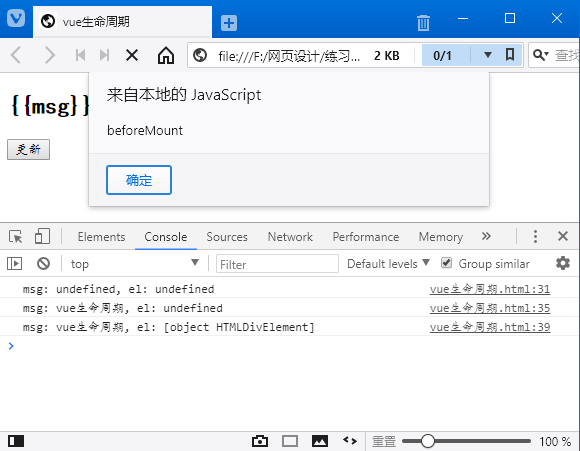 vue生命周期
file:///F:/网页设计/练习... 2 KB 0/1 查找
{{msg}}
更新
来自本地的 JavaScript
beforeMount
确定
Elements Console Sources Network Performance Memory »
top Filter Default levels Group similar
msg: undefined, el: undefined vue生命周期.html:31
msg: vue生命周期, el: undefined vue生命周期.html:35
msg: vue生命周期, el: [object HTMLDivElement] vue生命周期.html:39
重置 100 %